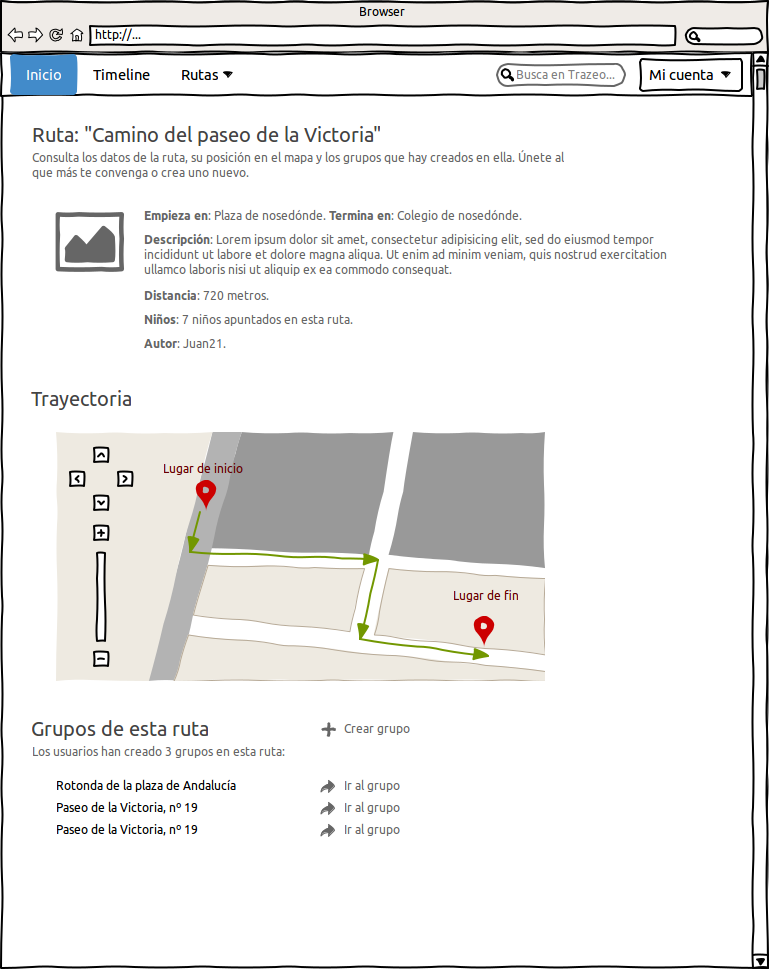 Browser
http://...
Inicio
Timeline
Rutas
Busca en Trazeo...
Mi cuenta
Ruta: "Camino del paseo de la Victoria"
Consulta los datos de la ruta, su posición en el mapa y los grupos que hay creados en ella. Únete al
que más te convenga o crea uno nuevo.
Empieza en: Plaza de nosedónde. Termina en: Colegio de nosedónde.
Descripción: Lorem ipsum dolor sit amet, consectetur adipisicing elit, sed do eiusmod tempor
incididunt ut labore et dolore magna aliqua. Ut enim ad minim veniam, quis nostrud exercitation
ullamco laboris nisi ut aliquip ex ea commodo consequat.
Distancia: 720 metros.
Niños: 7 niños apuntados en esta ruta.
Autor: Juan21.
Trayectoria
Lugar de inicio
Lugar de fin
Grupos de esta ruta
Crear grupo
Los usuarios han creado 3 grupos en esta ruta:
Rotonda de la plaza de Andalucía
Ir al grupo
Paseo de la Victoria, nº 19
Ir al grupo
Paseo de la Victoria, nº 19
Ir al grupo